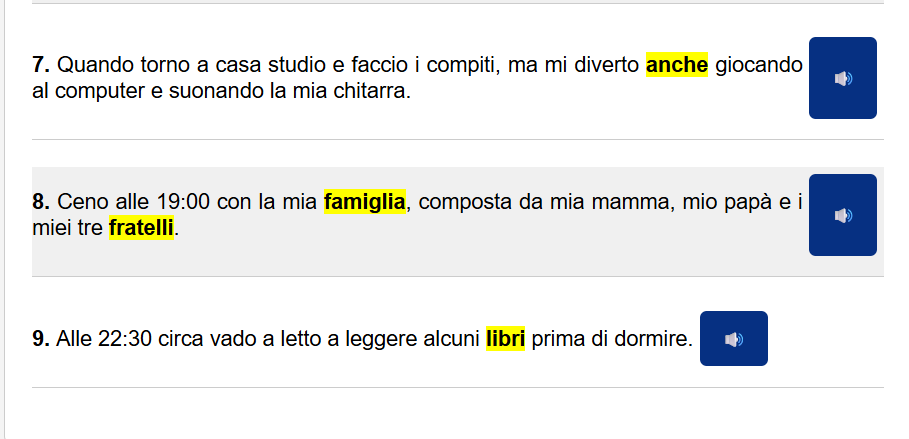 7. Quando torno a casa studio e faccio i compiti, ma mi diverto anche giocando
al computer e suonando la mia chitarra.
8. Ceno alle 19:00 con la mia famiglia, composta da mia mamma, mio papà e i
miei tre fratelli.
9. Alle 22:30 circa vado a letto a leggere alcuni libri prima di dormire.